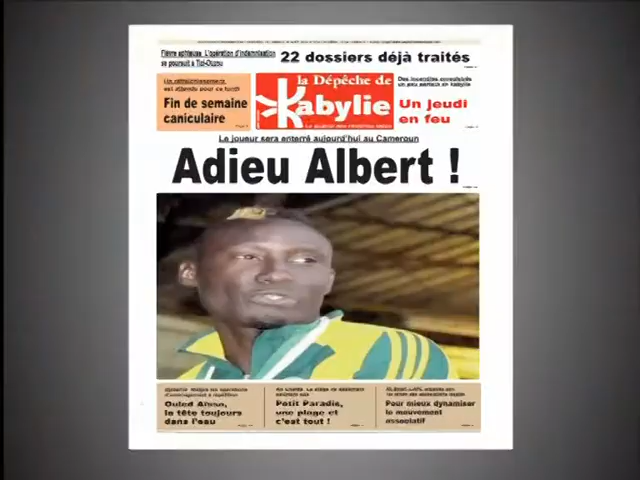 Fièvre aphteuse. L'opération d'indemnisation
se poursuit à Tizi-Ouzou
22 dossiers déjà traités
Un rafraîchissement
est attendu pour ce lundi
Fin de semaine
caniculaire
la Dépêche de
Kabylie
Des incendies enregistrés
un peu partout en Kabylie
Un jeudi
en feu
Le joueur sera enterré aujourd'hui au Cameroun
Adieu Albert !
Ouled Aïssa,
la tête toujours
dans l'eau
Petit Paradis,
une plage et
c'est tout !
Pour mieux dynamiser
le mouvement
associatif